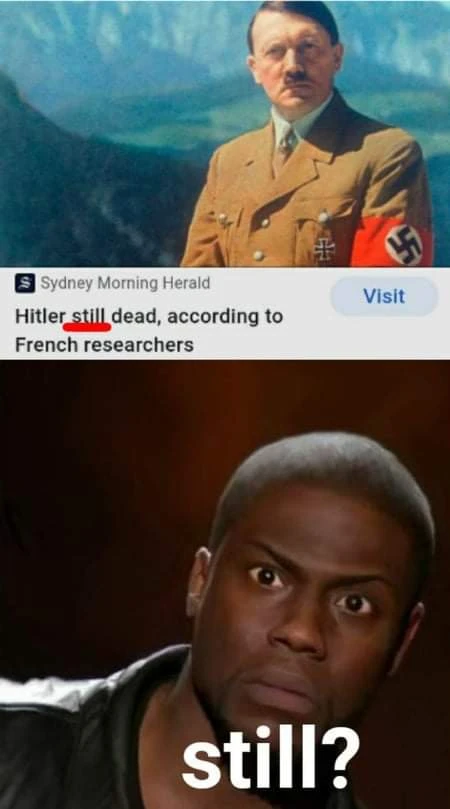 Sydney Morning Herald
Visit
Hitler still dead, according to
French researchers
still?